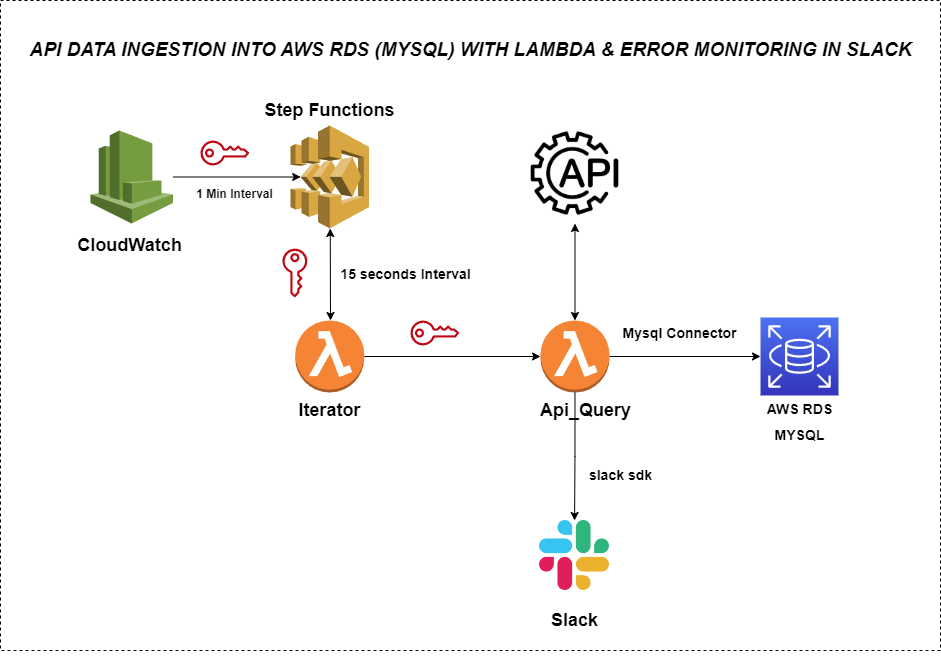 API DATA INGESTION INTO AWS RDS (MYSQL) WITH LAMBDA & ERROR MONITORING IN SLACK
Step Functions
1 Min Interval
CloudWatch
API
15 seconds Interval
Mysql Connector
Iterator
Api_Query
AWS RDS
MYSQL
slack sdk
Slack